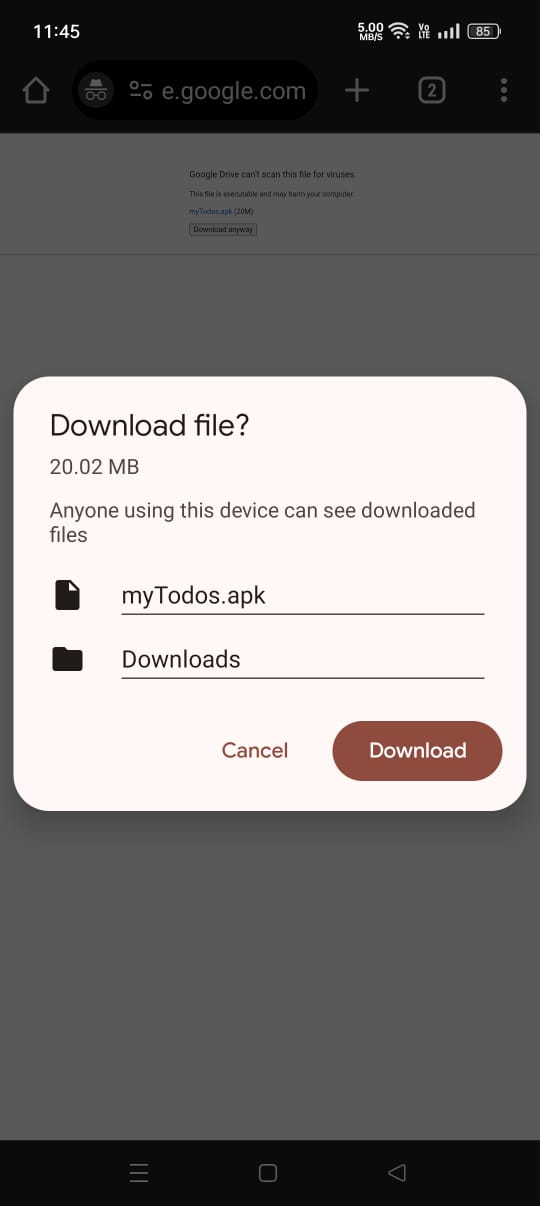 11:45
5.00
MB/S
Vo
LTE
85
e.google.com
2
Google Drive can't scan this file for viruses.
This file is executable and may harm your computer.
myTodos.apk (20M)
Download anyway
Download file?
20.02 MB
Anyone using this device can see downloaded
files
myTodos.apk
Downloads
Cancel
Download